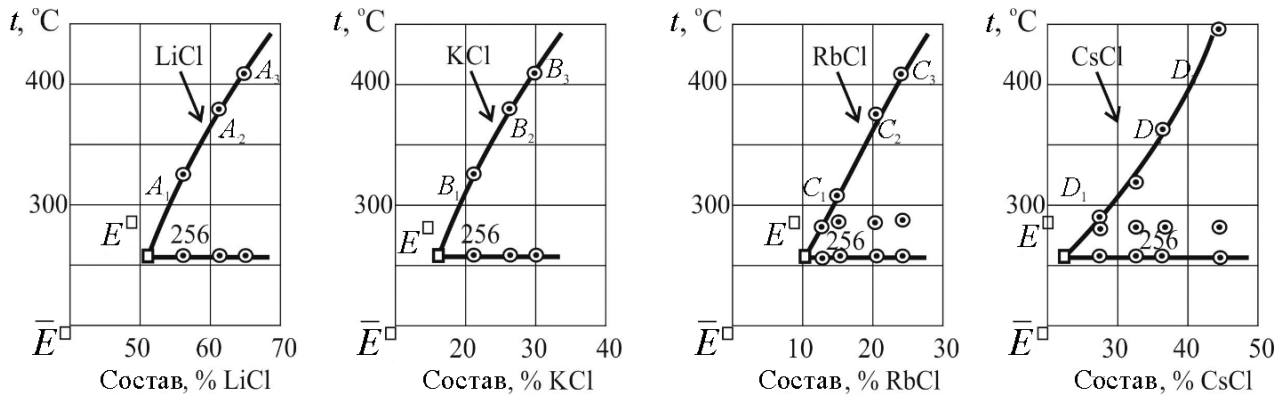 t, °C
LiCl
A₃
400
A₂
A₁
300
E□
256
E̅□
50 60 70
Состав, % LiCl
t, °C
KCl
B₃
400
B₂
B₁
300
E□
256
E̅□
20 30 40
Состав, % KCl
t, °C
RbCl
C₃
400
C₂
C₁
300
E□
256
E̅□
10 20 30
Состав, % RbCl
t, °C
CsCl
D
400
D
D₁
300
E□
256
E̅□
30 40 50
Состав, % CsCl